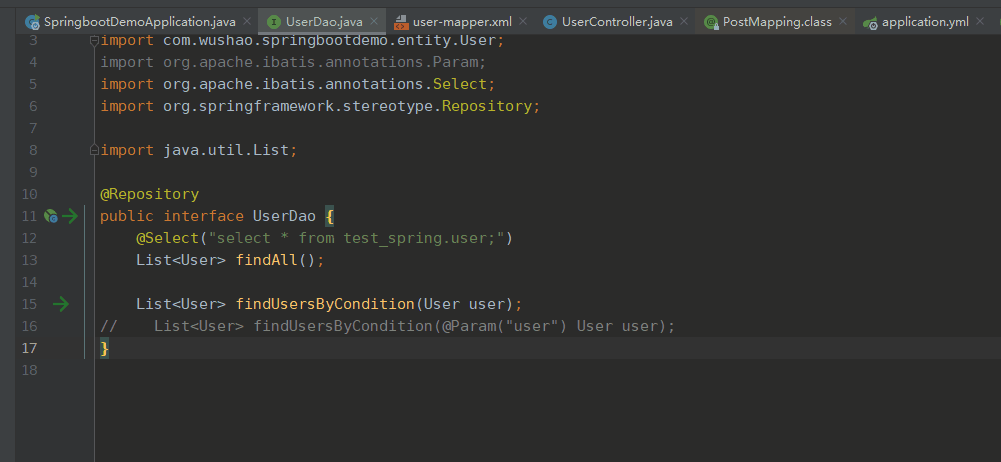 SpringbootDemoApplication.java UserDao.java user-mapper.xml UserController.java PostMapping.class application.yml
3 import com.wushao.springbootdemo.entity.User;
4 import org.apache.ibatis.annotations.Param;
5 import org.apache.ibatis.annotations.Select;
6 import org.springframework.stereotype.Repository;
7
8 import java.util.List;
9
10 @Repository
11 public interface UserDao {
12 @Select("select * from test_spring.user;")
13 List<User> findAll();
14
15 List<User> findUsersByCondition(User user);
16 // List<User> findUsersByCondition(@Param("user") User user);
17 }
18